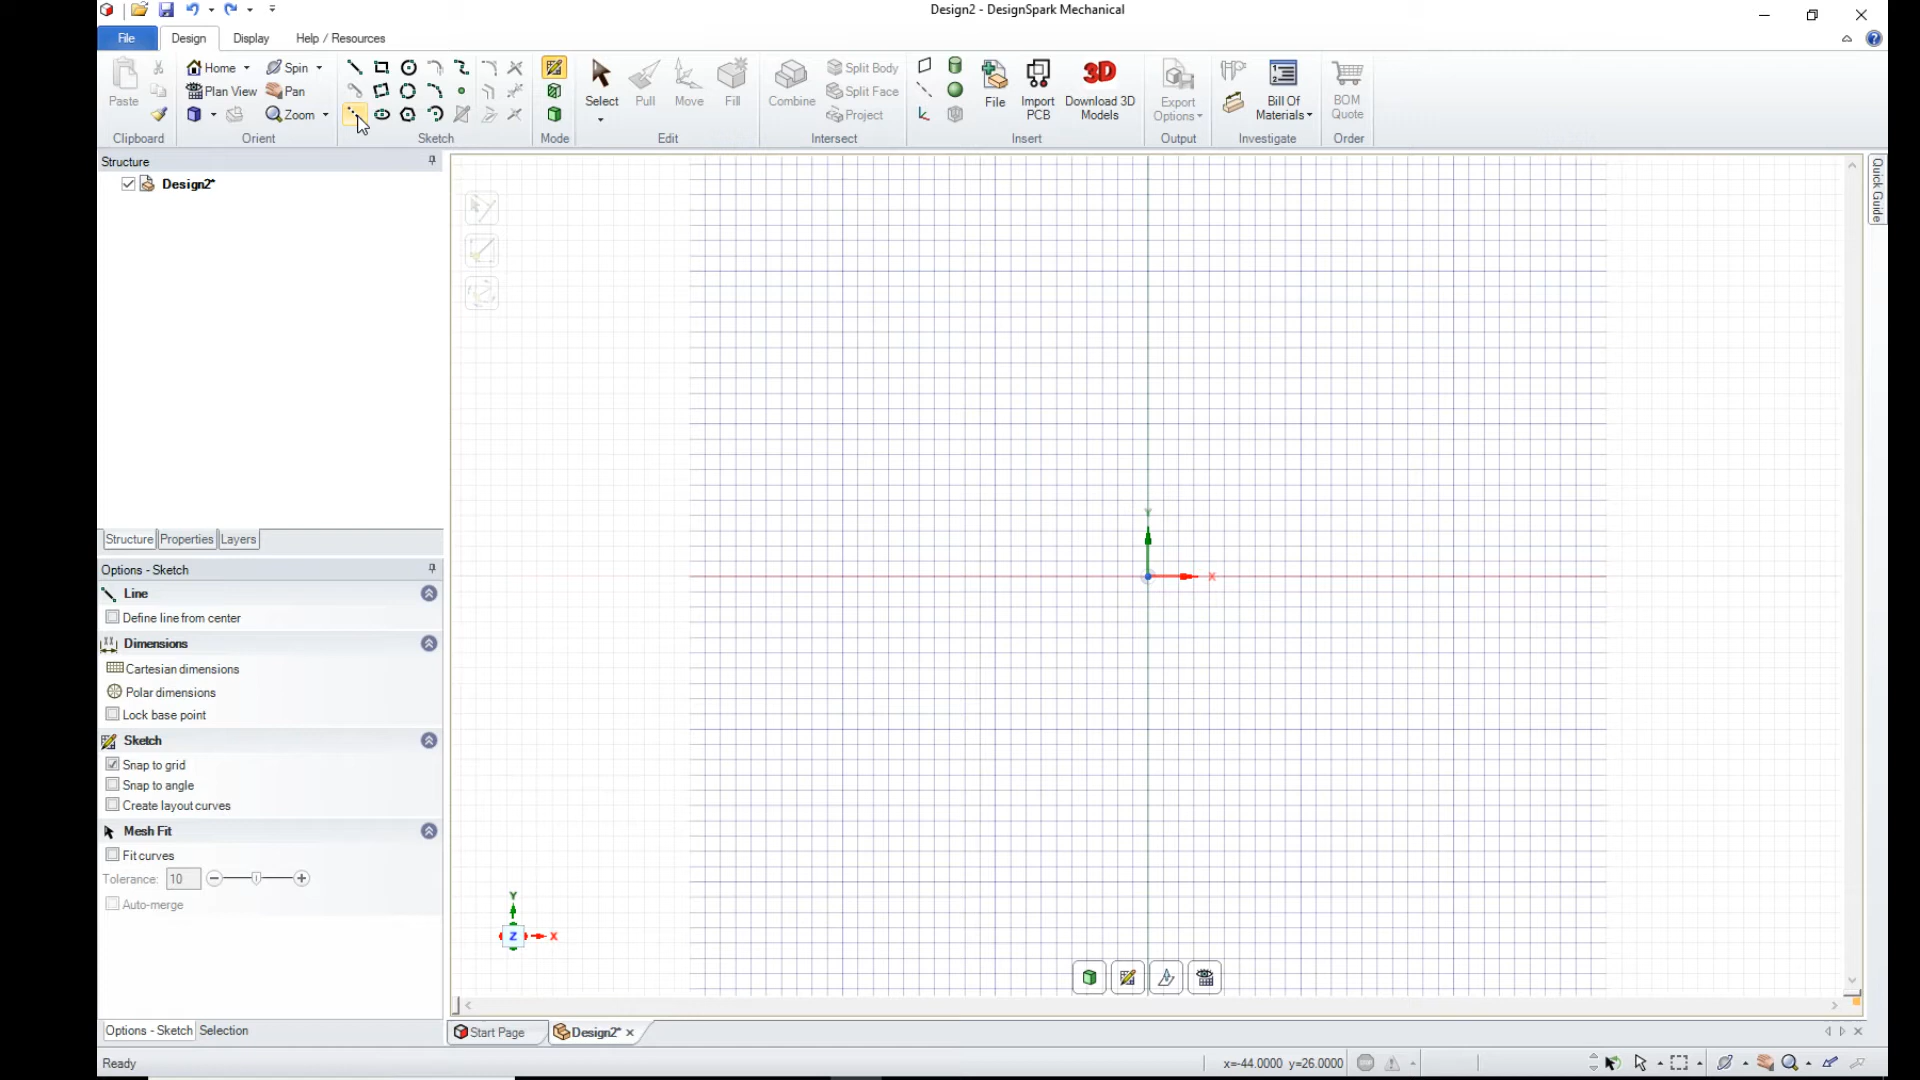 Design2 - DesignSpark Mechanical
File
Design
Display
Help / Resources
Paste
Clipboard
Home
Spin
Plan View
Pan
Zoom
Orient
Sketch
Mode
Select
Pull
Move
Fill
Edit
Combine
Split Body
Split Face
Project
Intersect
File
Import PCB
Download 3D Models
3D
Insert
Export Options
Output
Bill Of Materials
Investigate
BOM Quote
Order
Structure
Design2*
Quick Guide
Structure
Properties
Layers
Options - Sketch
Line
Define line from center
Dimensions
Cartesian dimensions
Polar dimensions
Lock base point
Sketch
Snap to grid
Snap to angle
Create layout curves
Mesh Fit
Fit curves
Tolerance: 10
Auto-merge
Y
X
Y
Z
X
Options - Sketch
Selection
Start Page
Design2*
Ready
x=-44.0000 y=26.0000